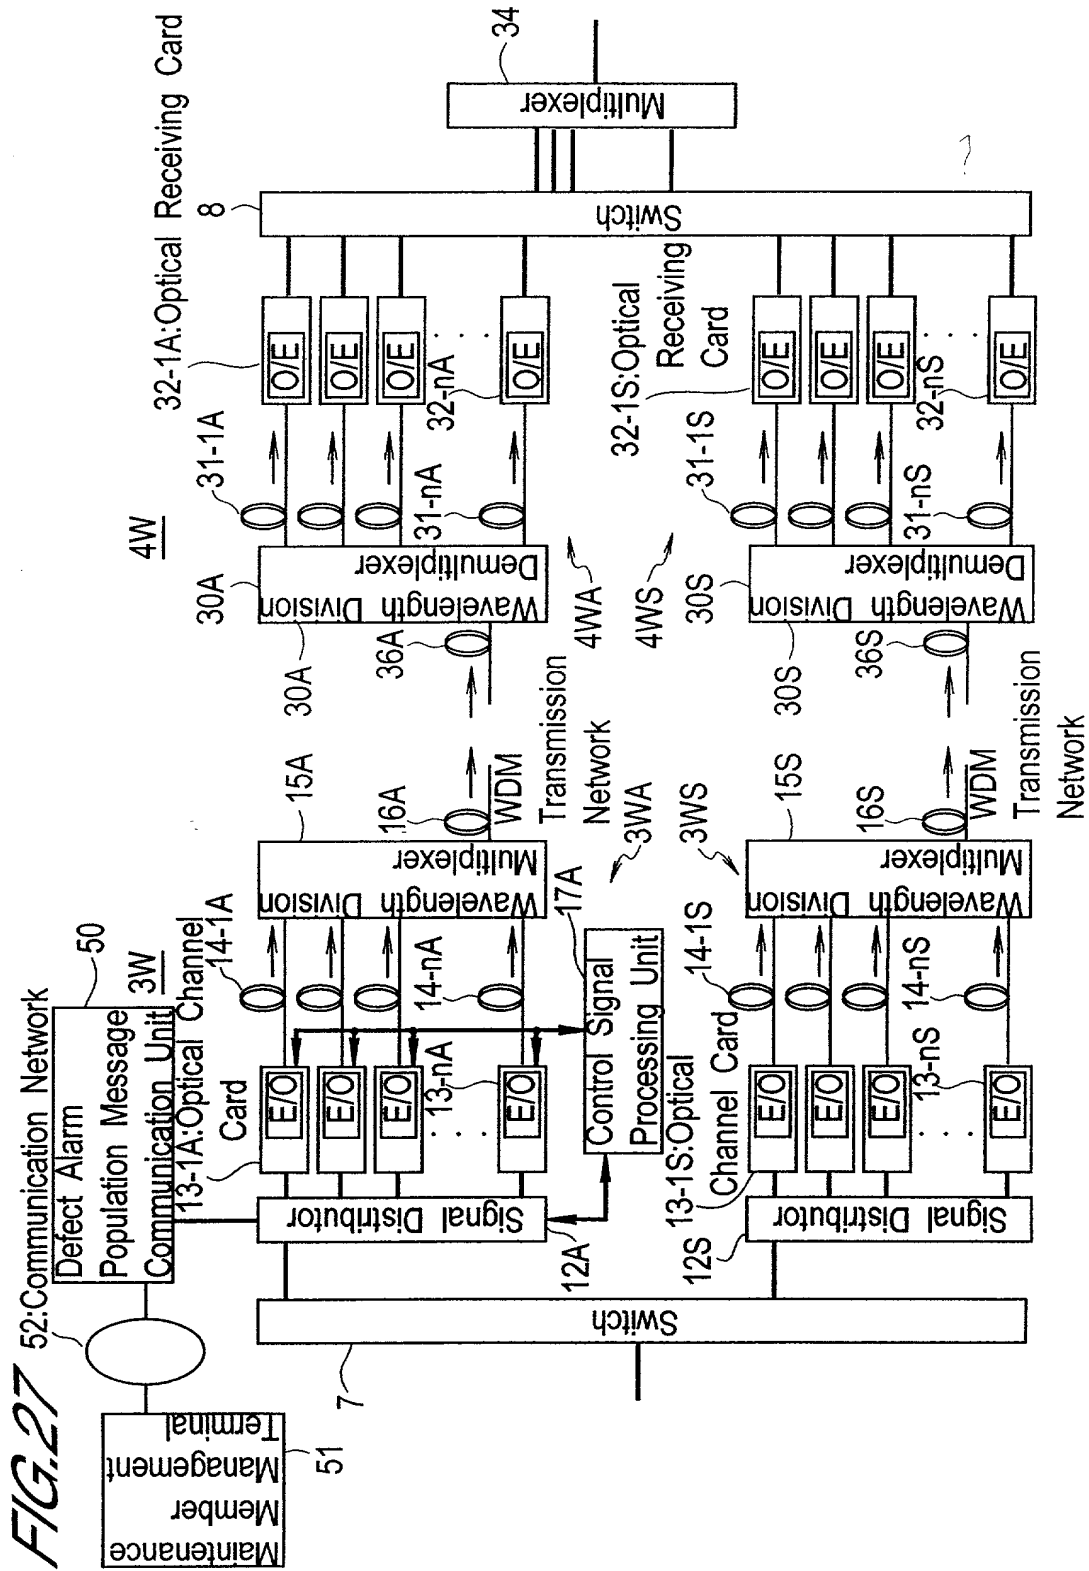 FIG.27
52:Communication Network
50
Defect Alarm
Population Message
Communication Unit
Maintenance
Member
Management
Terminal
51
3W
4W
7
Switch
12A
Signal Distributor
13-1A:Optical Channel
Card
E/O
E/O
E/O
. . . .
13-nA
E/O
14-1A
14-nA
15A
Wavelength Division
Multiplexer
16A
WDM
Transmission
Network
17A
Control Signal
Processing Unit
3WA
3WS
12S
Signal Distributor
13-1S:Optical
Channel Card
E/O
E/O
E/O
. . . .
13-nS
E/O
14-1S
14-nS
15S
Wavelength Division
Multiplexer
16S
WDM
Transmission
Network
30A
30A
Wavelength Division
Demultiplexer
36A
31-1A
31-nA
32-1A:Optical Receiving Card
O/E
O/E
O/E
. . . .
32-nA
O/E
4WA
4WS
30S
30S
Wavelength Division
Demultiplexer
36S
31-1S
31-nS
32-1S:Optical
Receiving
Card
O/E
O/E
O/E
. . . .
32-nS
O/E
8
Switch
34
Multiplexer